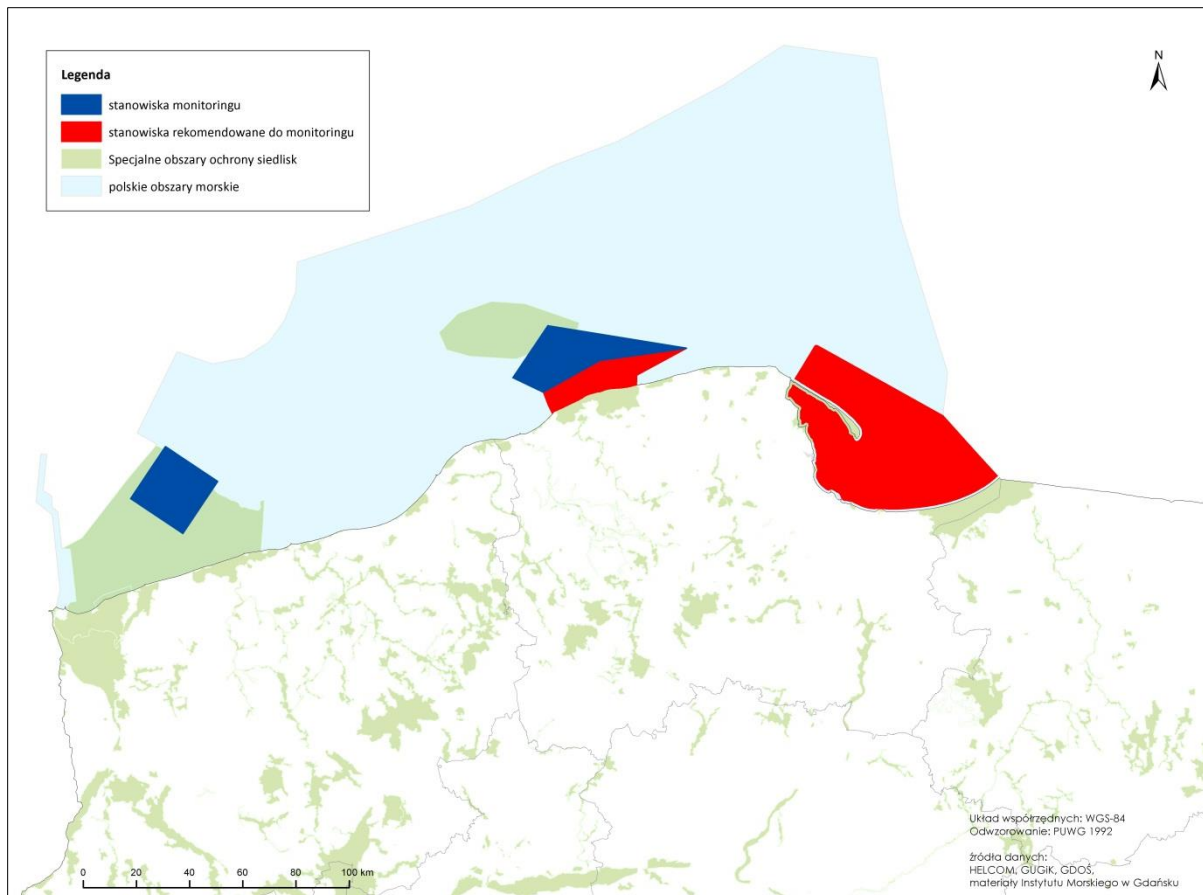 N
Legenda
stanowiska monitoringu
stanowiska rekomendowane do monitoringu
Specjalne obszary ochrony siedlisk
polskie obszary morskie
Układ współrzędnych: WGS-84
Odwzorowanie: PUWG 1992
źródła danych:
HELCOM, GUGiK, GDOŚ,
materiały Instytutu Morskiego w Gdańsku
0 20 40 60 80 100 km